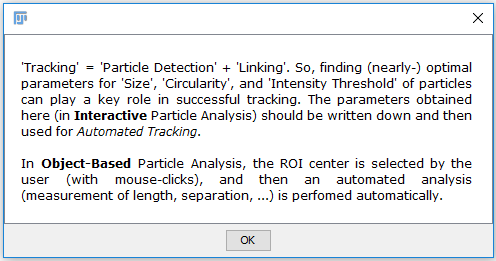 'Tracking' = 'Particle Detection' + 'Linking'. So, finding (nearly-) optimal
parameters for 'Size', 'Circularity', and 'Intensity Threshold' of particles
can play a key role in successful tracking. The parameters obtained
here (in Interactive Particle Analysis) should be written down and then
used for Automated Tracking.
In Object-Based Particle Analysis, the ROI center is selected by the
user (with mouse-clicks), and then an automated analysis
(measurement of length, separation, ...) is perfomed automatically.
OK